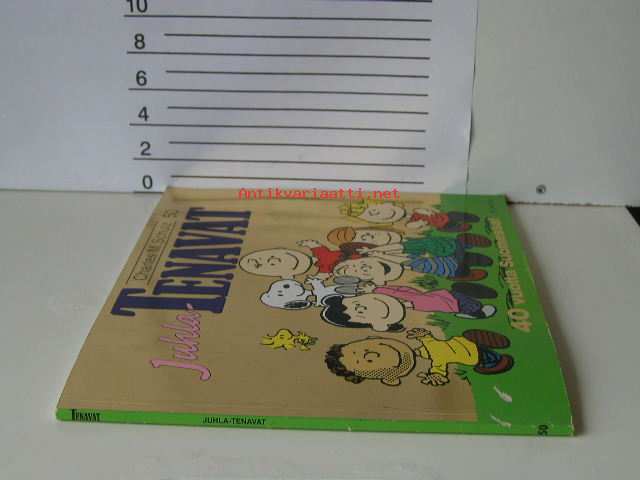 10
8
6
4
2
0
Antikvariaatti.net
Charles M. Schulz 50
Juhla-
TENAVAT
40 vuotta Suomessa!
TENAVAT
JUHLA-TENAVAT
50